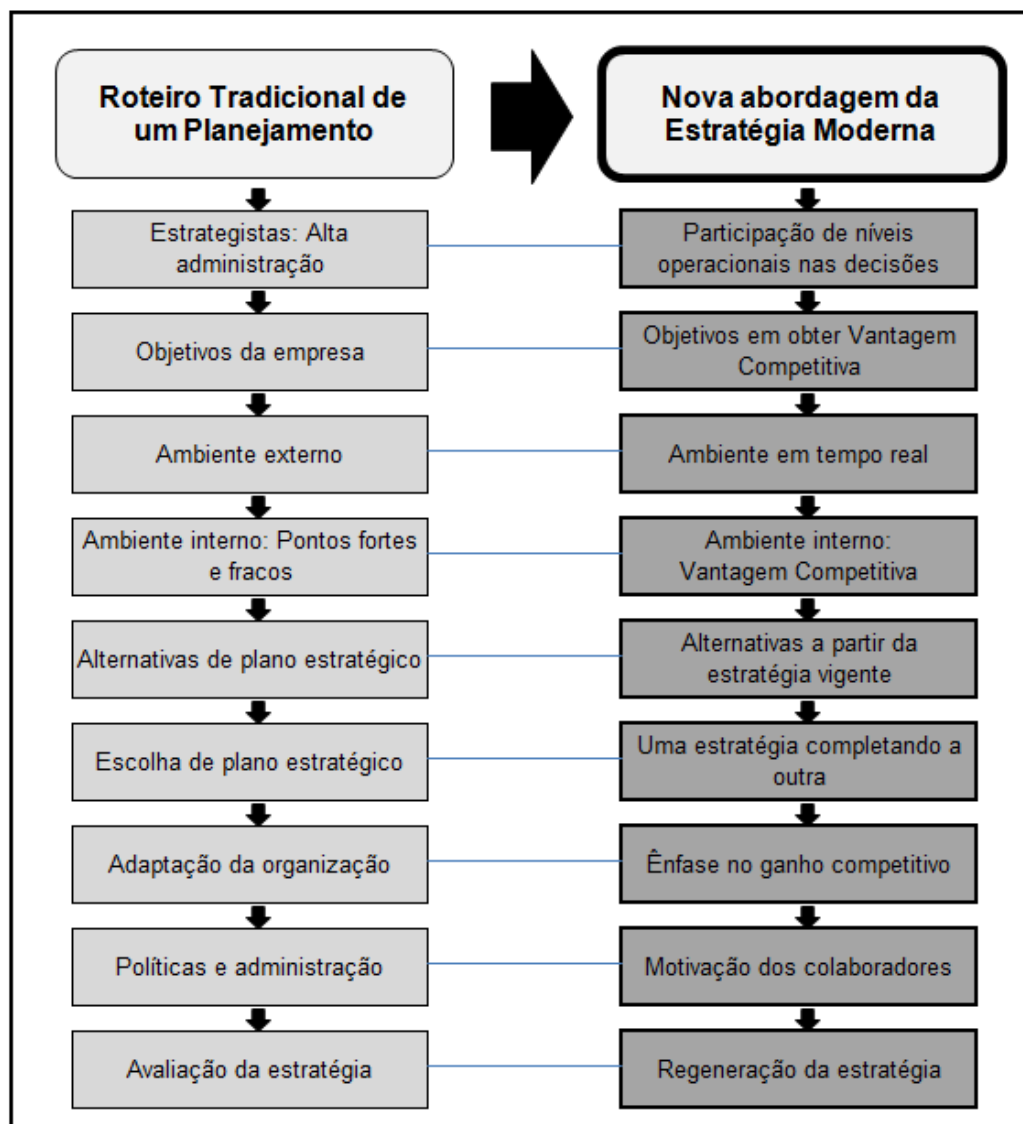 Roteiro Tradicional de
um Planejamento
Nova abordagem da
Estratégia Moderna
Estrategistas: Alta
administração
Participação de níveis
operacionais nas decisões
Objetivos da empresa
Objetivos em obter Vantagem
Competitiva
Ambiente externo
Ambiente em tempo real
Ambiente interno: Pontos fortes
e fracos
Ambiente interno:
Vantagem Competitiva
Alternativas de plano estratégico
Alternativas a partir da
estratégia vigente
Escolha de plano estratégico
Uma estratégia completando a
outra
Adaptação da organização
Ênfase no ganho competitivo
Políticas e administração
Motivação dos colaboradores
Avaliação da estratégia
Regeneração da estratégia